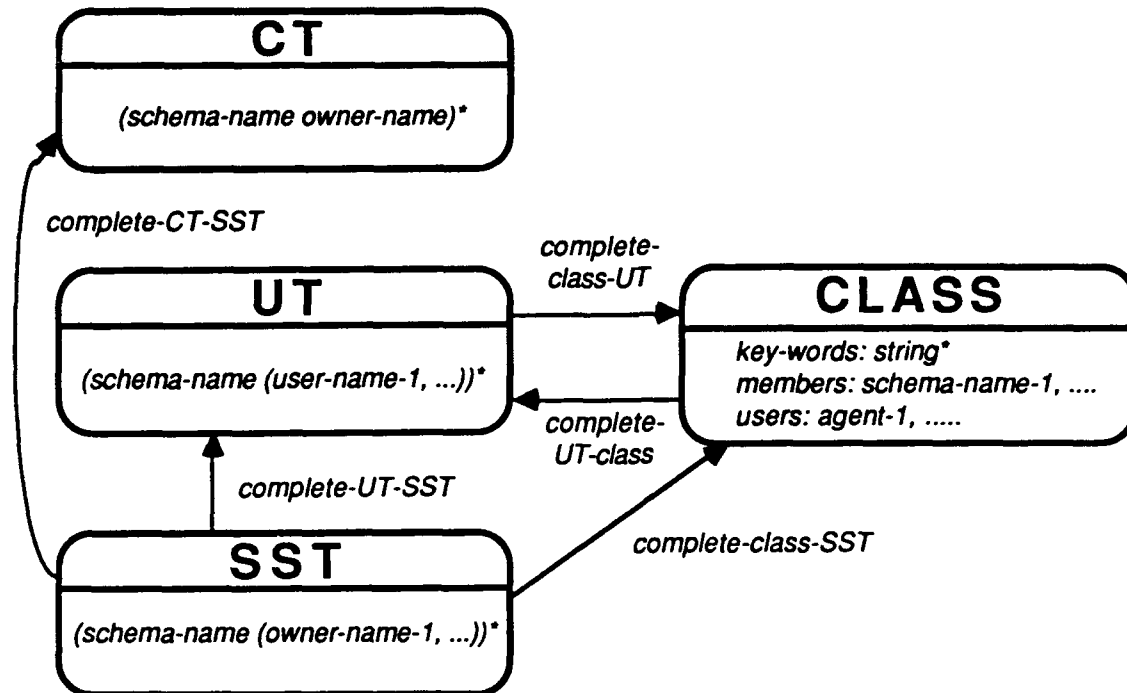 CT
(schema-name owner-name)*
complete-CT-SST
complete-
class-UT
UT
(schema-name (user-name-1, ...))*
CLASS
key-words: string*
members: schema-name-1, ....
users: agent-1, .....
complete-
UT-class
complete-UT-SST
complete-class-SST
SST
(schema-name (owner-name-1, ...))*